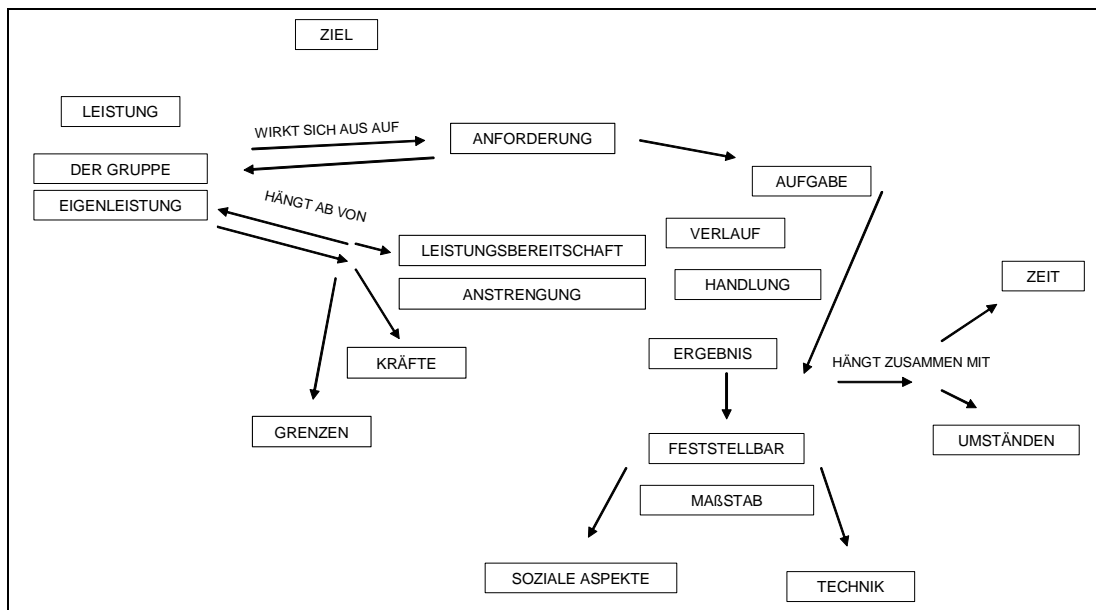 ZIEL
LEISTUNG
WIRKT SICH AUS AUF
ANFORDERUNG
DER GRUPPE
AUFGABE
EIGENLEISTUNG
HÄNGT AB VON
VERLAUF
LEISTUNGSBEREITSCHAFT
ZEIT
HANDLUNG
ANSTRENGUNG
ERGEBNIS
KRÄFTE
HÄNGT ZUSAMMEN MIT
GRENZEN
FESTSTELLBAR
UMSTÄNDEN
MAßSTAB
SOZIALE ASPEKTE
TECHNIK